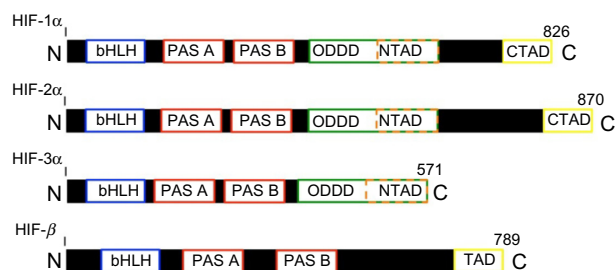 HIF-1α
826
N bHLH PAS A PAS B ODDD NTAD CTAD C
HIF-2α
870
N bHLH PAS A PAS B ODDD NTAD CTAD C
HIF-3α
571
N bHLH PAS A PAS B ODDD NTAD C
HIF-β
789
N bHLH PAS A PAS B TAD C